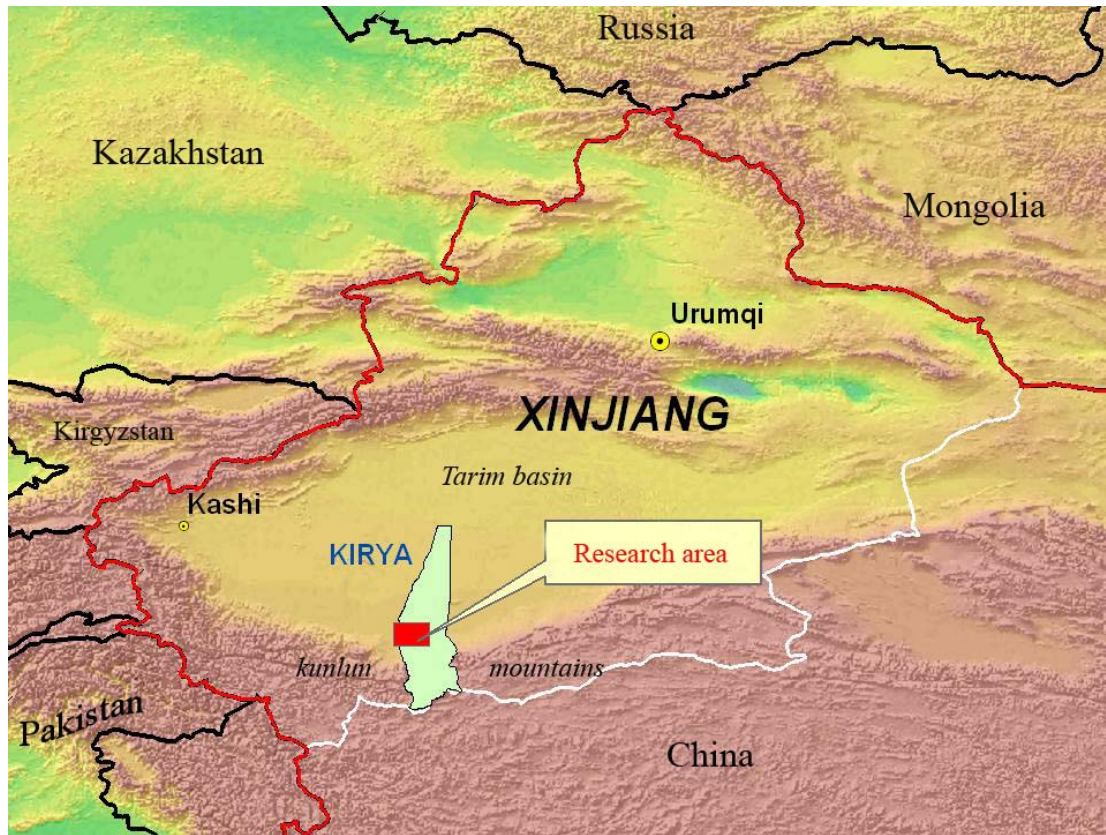 Russia
Kazakhstan
Mongolia
Urumqi
XINJIANG
Kirgyzstan
Tarim basin
Kashi
KIRYA
Research area
kunlun mountains
Pakistan
China